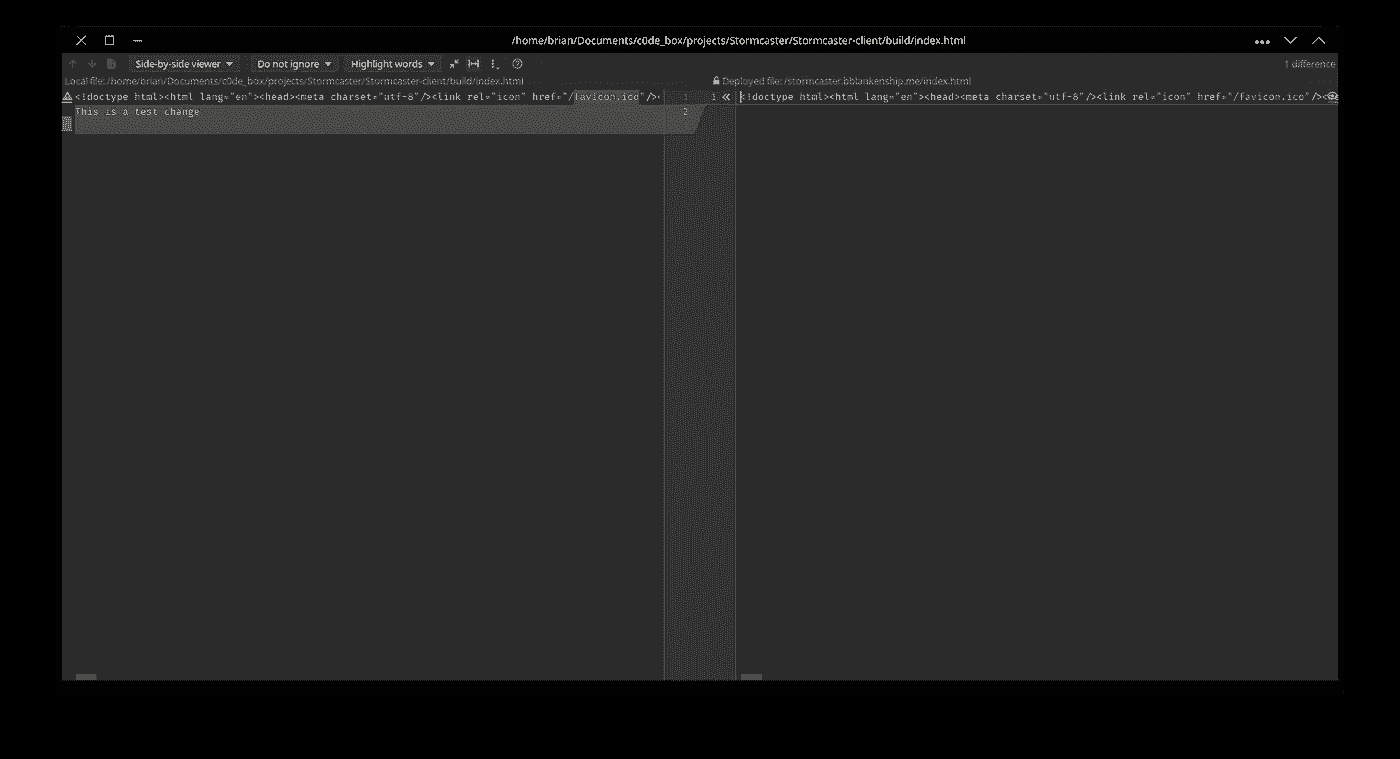 /home/brian/Documents/c0de_box/projects/Stormcaster/Stormcaster-client/build/index.html
Side-by-side viewer Do not ignore Highlight words 1 difference
Local file: /home/brian/Documents/c0de_box/projects/Stormcaster/Stormcaster-client/build/index.html Deployed file: /stormcaster.bblankenship.me/index.html
<!doctype html><html lang="en"><head><meta charset="utf-8"/><link rel="icon" href="/favicon.ico"/>< 1 1 <!doctype html><html lang="en"><head><meta charset="utf-8"/><link rel="icon" href="/favicon.ico"/><
This is a test change 2